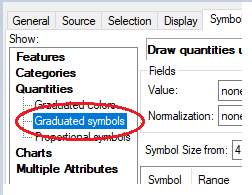 General Source Selection Display Symbo
Show:
Features
Categories
Quantities
Graduated colors
Graduated symbols
Proportional symbols
Charts
Multiple Attributes
Draw quantities u
Fields
Value: none
Normalization: none
Symbol Size from: 4
Symbol Range